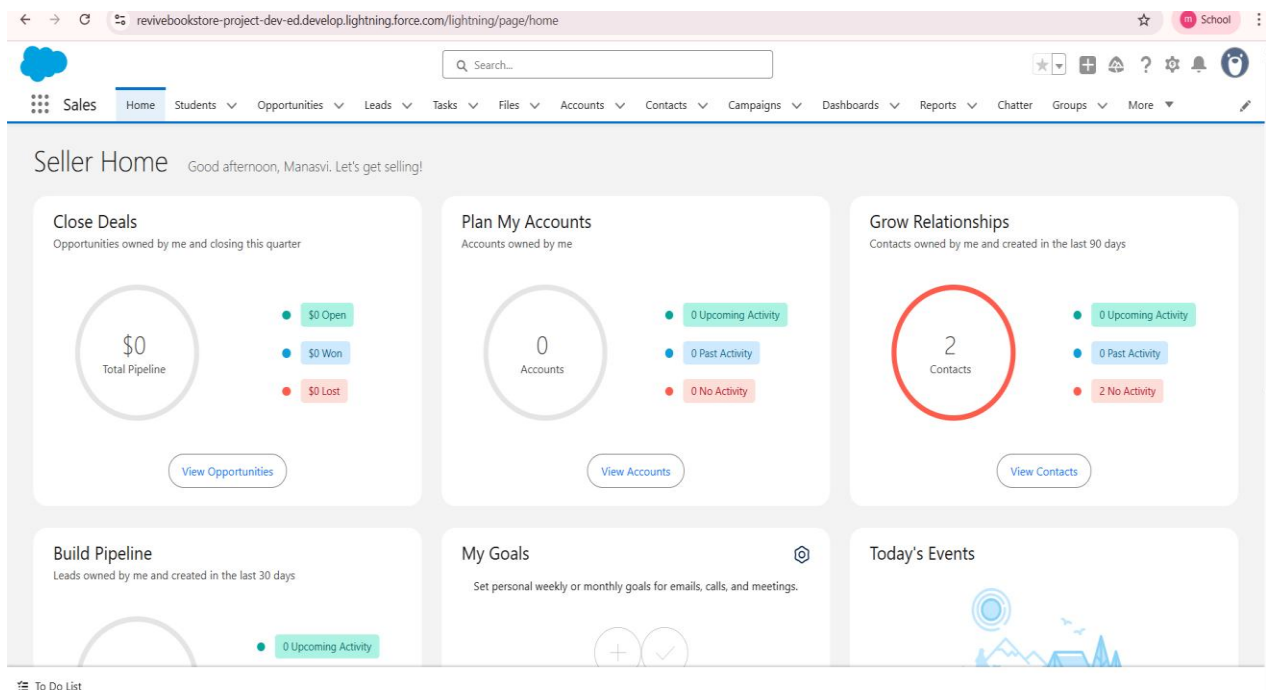 revivebookstore-project-dev-ed.develop.lightning.force.com/lightning/page/home
m School
Search...
Sales Home Students Opportunities Leads Tasks Files Accounts Contacts Campaigns Dashboards Reports Chatter Groups More
Seller Home Good afternoon, Manasvi. Let's get selling!
Close Deals
Opportunities owned by me and closing this quarter
$0
Total Pipeline
$0 Open
$0 Won
$0 Lost
View Opportunities
Plan My Accounts
Accounts owned by me
0
Accounts
0 Upcoming Activity
0 Past Activity
0 No Activity
View Accounts
Grow Relationships
Contacts owned by me and created in the last 90 days
2
Contacts
0 Upcoming Activity
0 Past Activity
2 No Activity
View Contacts
Build Pipeline
Leads owned by me and created in the last 30 days
0 Upcoming Activity
My Goals
Set personal weekly or monthly goals for emails, calls, and meetings.
Today's Events
To Do List